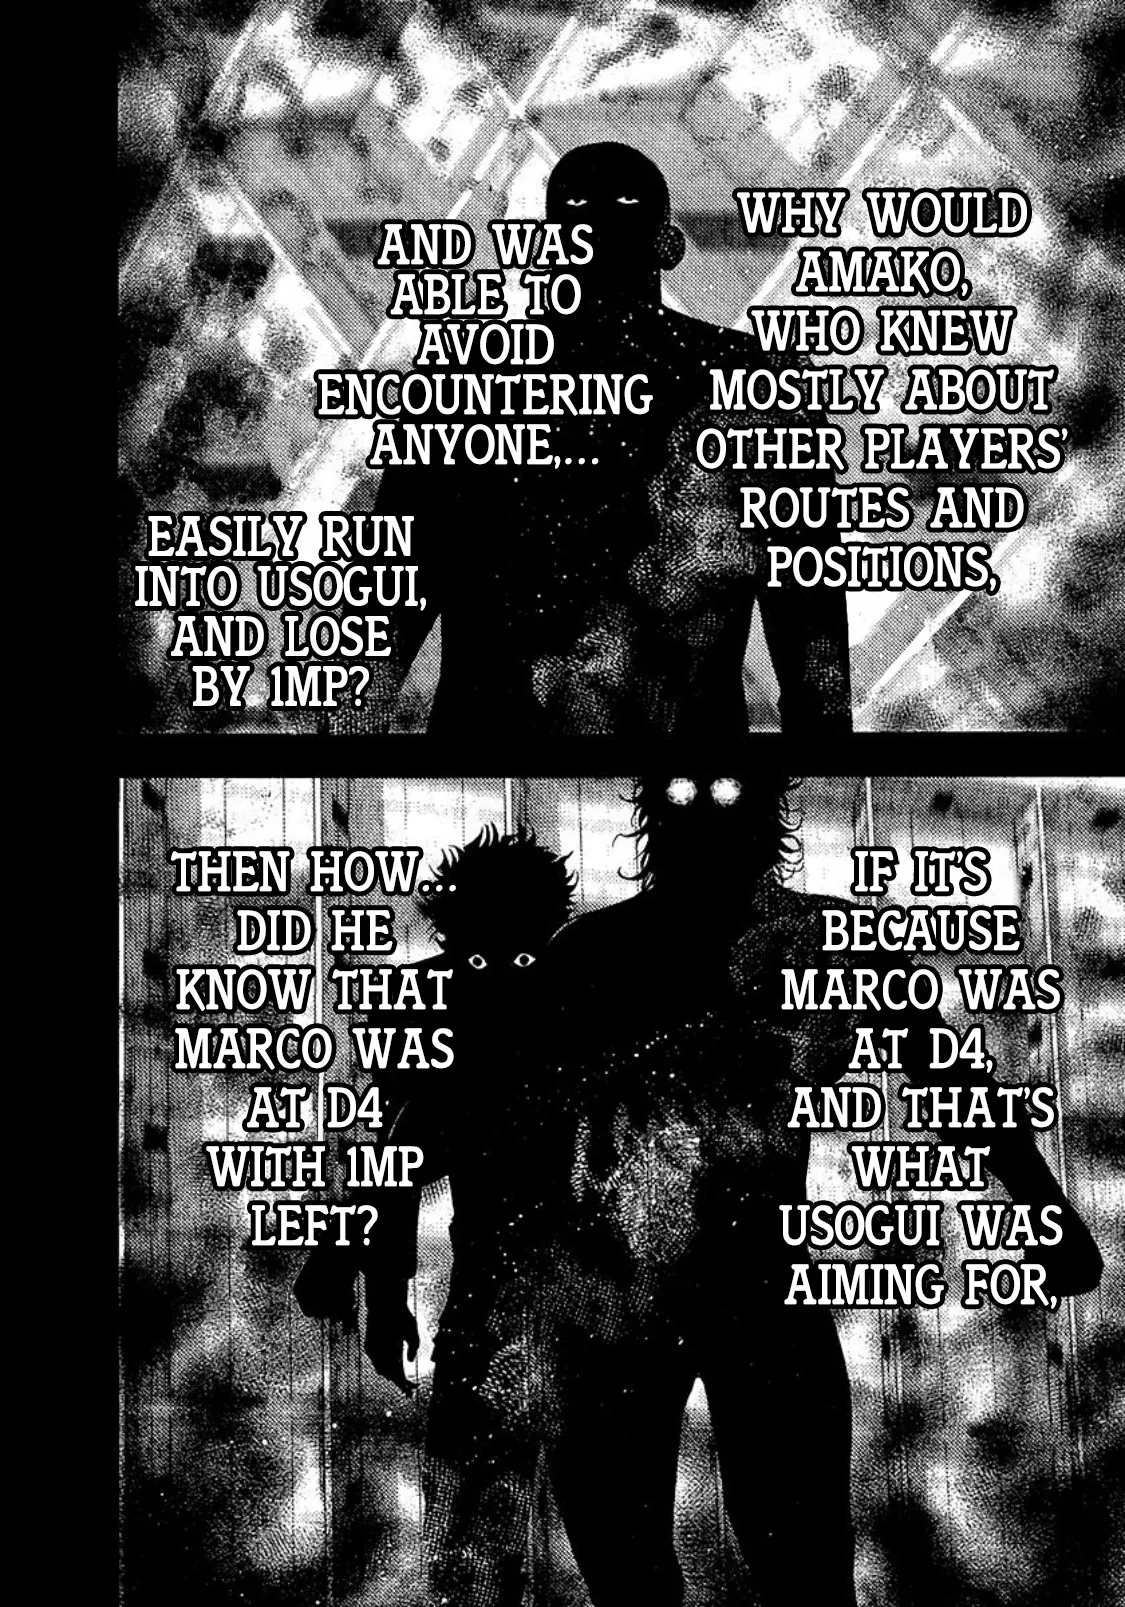 WHY WOULD
AMAKO,
WHO KNEW
MOSTLY ABOUT
OTHER PLAYERS'
ROUTES AND
POSITIONS,
AND WAS
ABLE TO
AVOID
ENCOUNTERING
ANYONE,...
EASILY RUN
INTO USOGUI,
AND LOSE
BY 1MP?
IF IT'S
BECAUSE
MARCO WAS
AT D4,
AND THAT'S
WHAT
USOGUI WAS
AIMING FOR,
THEN HOW...
DID HE
KNOW THAT
MARCO WAS
AT D4
WITH 1MP
LEFT?